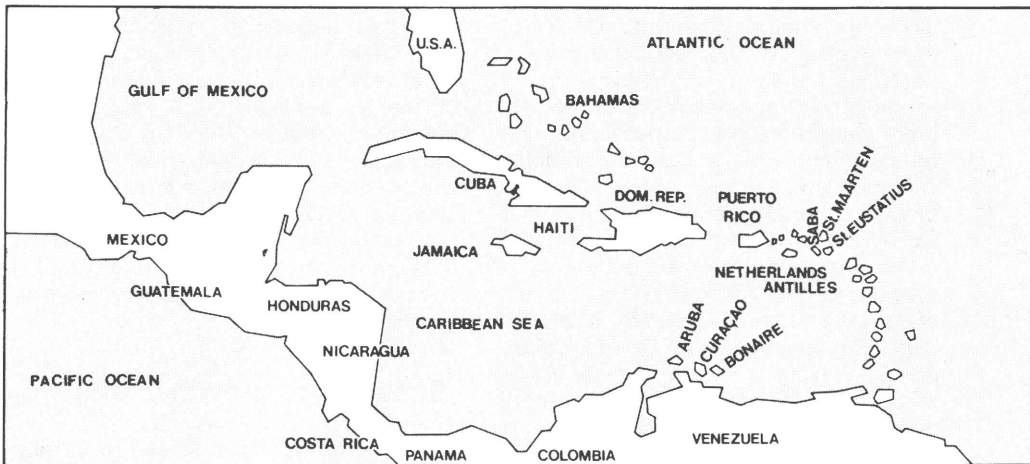 U.S.A.
ATLANTIC OCEAN
GULF OF MEXICO
BAHAMAS
CUBA
DOM. REP.
PUERTO
RICO
SABA
St. MAARTEN
St. EUSTATIUS
HAITI
MEXICO
JAMAICA
NETHERLANDS
ANTILLES
GUATEMALA
HONDURAS
CARIBBEAN SEA
ARUBA
CURAÇAO
BONAIRE
NICARAGUA
PACIFIC OCEAN
COSTA RICA
PANAMA
COLOMBIA
VENEZUELA